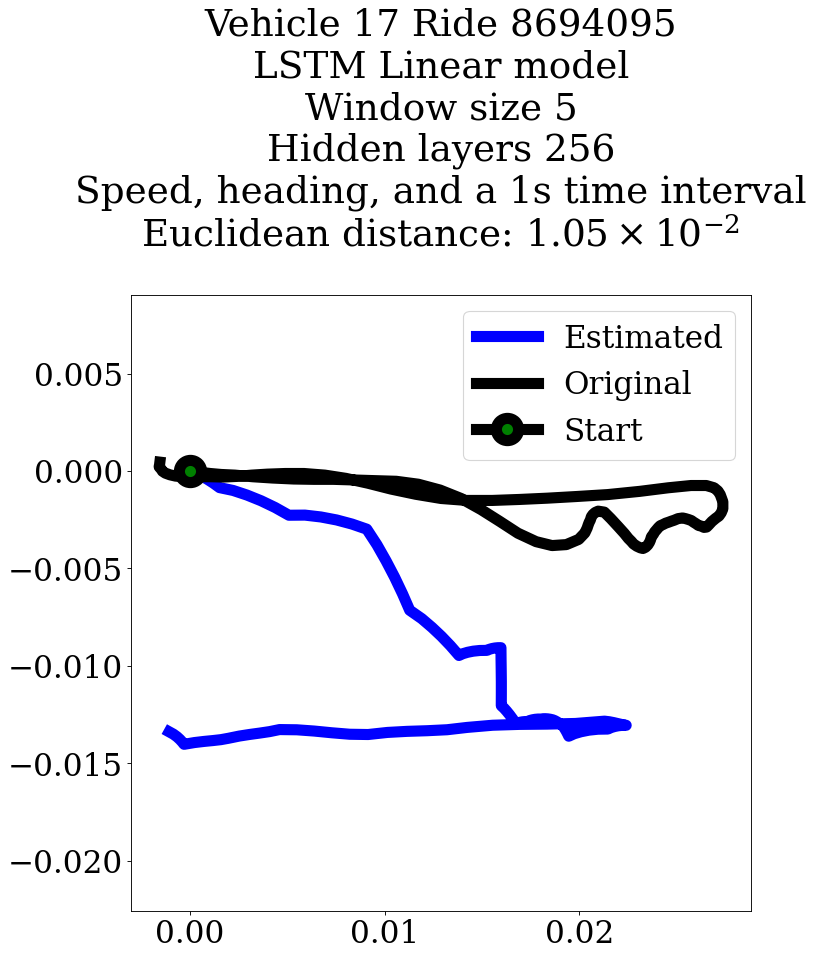 Vehicle 17 Ride 8694095
LSTM Linear model
Window size 5
Hidden layers 256
Speed, heading, and a 1s time interval
Euclidean distance: 1.05 × 10⁻²
Estimated
Original
Start
0.005
0.000
−0.005
−0.010
−0.015
−0.020
0.00 0.01 0.02